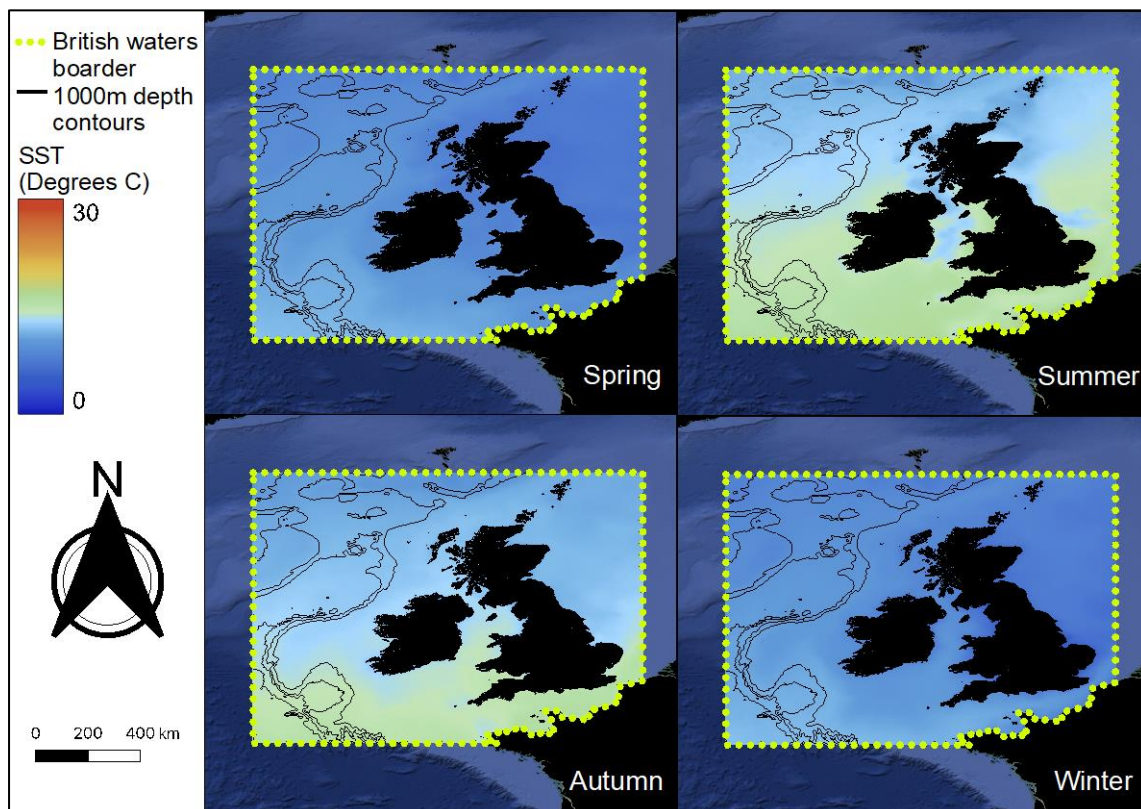 British waters
boarder
1000m depth
contours
SST
(Degrees C)
30
0
N
0 200 400 km
Spring
Summer
Autumn
Winter